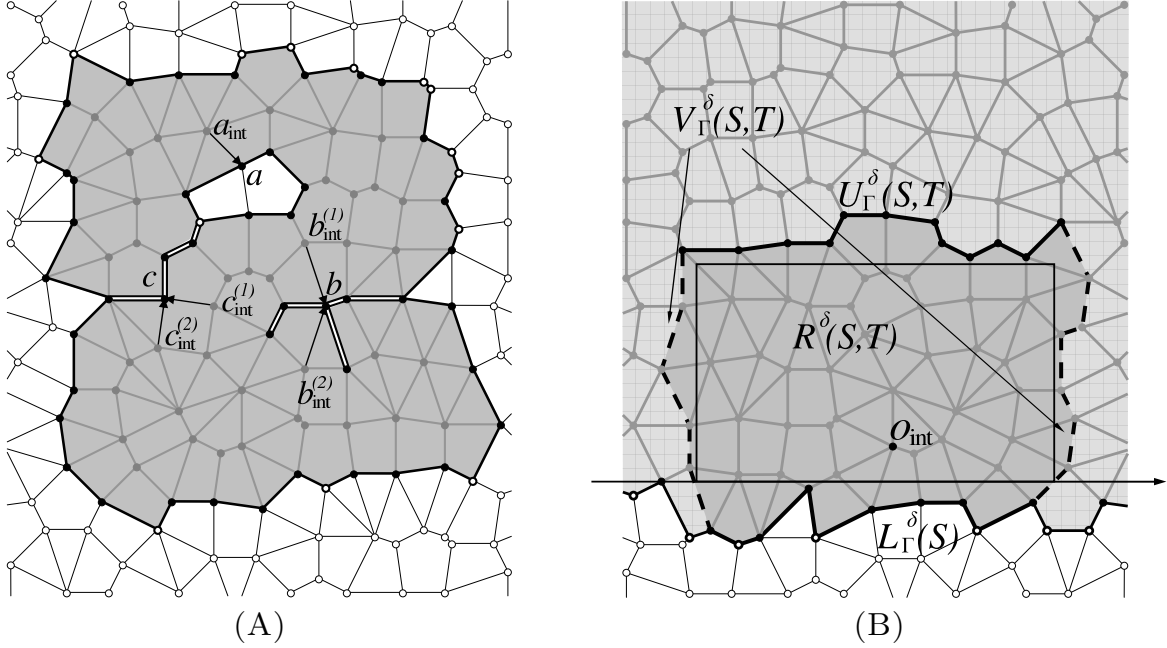 a_int
a
b_int^(1)
c
c_int^(1)
b
c_int^(2)
b_int^(2)
(A)
V_Γ^δ(S,T)
U_Γ^δ(S,T)
R^δ(S,T)
o_int
L_Γ^δ(S)
(B)